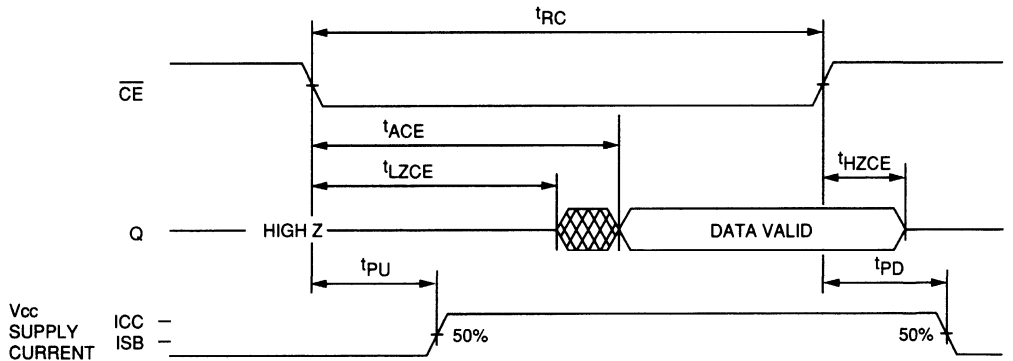 tRC
CE
tACE
tLZCE
tHZCE
Q
HIGH Z
DATA VALID
tPU
tPD
Vcc
SUPPLY
CURRENT
ICC
ISB
50%
50%